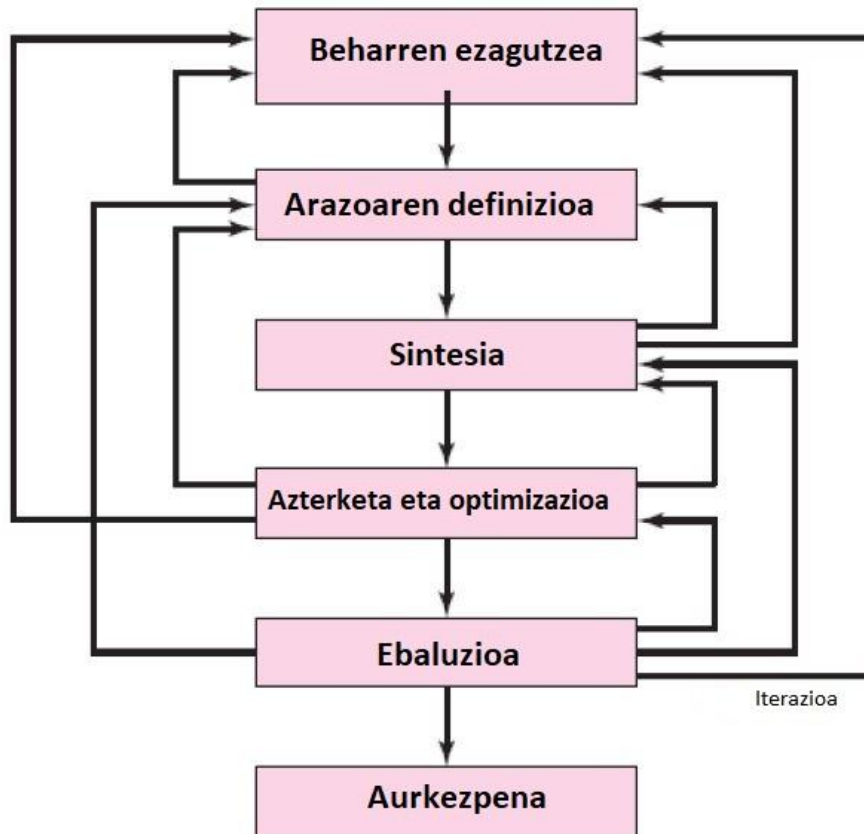 Beharren ezagutzea
Arazoaren definizioa
Sintesia
Azterketa eta optimizazioa
Ebaluzioa
Iterazioa
Aurkezpena